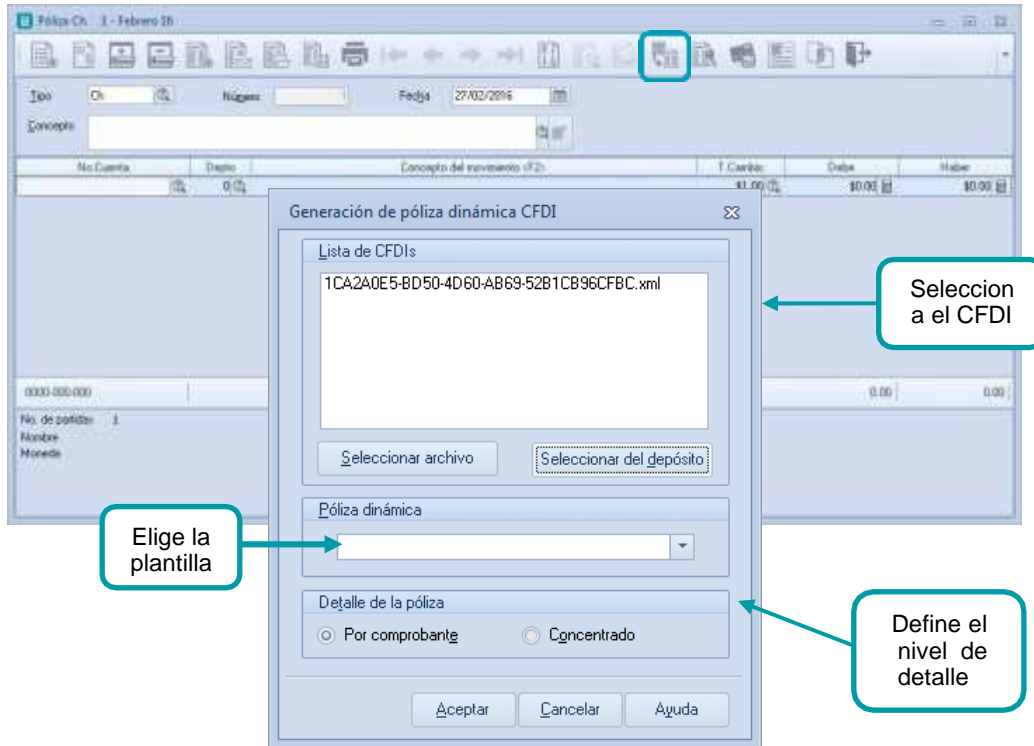 Póliza Ch. 1 - Febrero 16
Tipo Ch Número 1 Fecha 27/02/2016
Concepto
No.Cuenta Depto Concepto del movimiento (F2) T.Cambio Debe Haber
0 $1.00 $0.00 $0.00
Generación de póliza dinámica CFDI
Lista de CFDIs
1CA2A0E5-BD50-4D60-AB69-52B1CB96CFBC.xml
Seleccion
a el CFDI
0000-000-000 0.00 0.00
No. de partidas 1
Nombre
Moneda
Seleccionar archivo Seleccionar del depósito
Póliza dinámica
Elige la
plantilla
Detalle de la póliza
Por comprobante Concentrado
Define el
nivel de
detalle
Aceptar Cancelar Ayuda